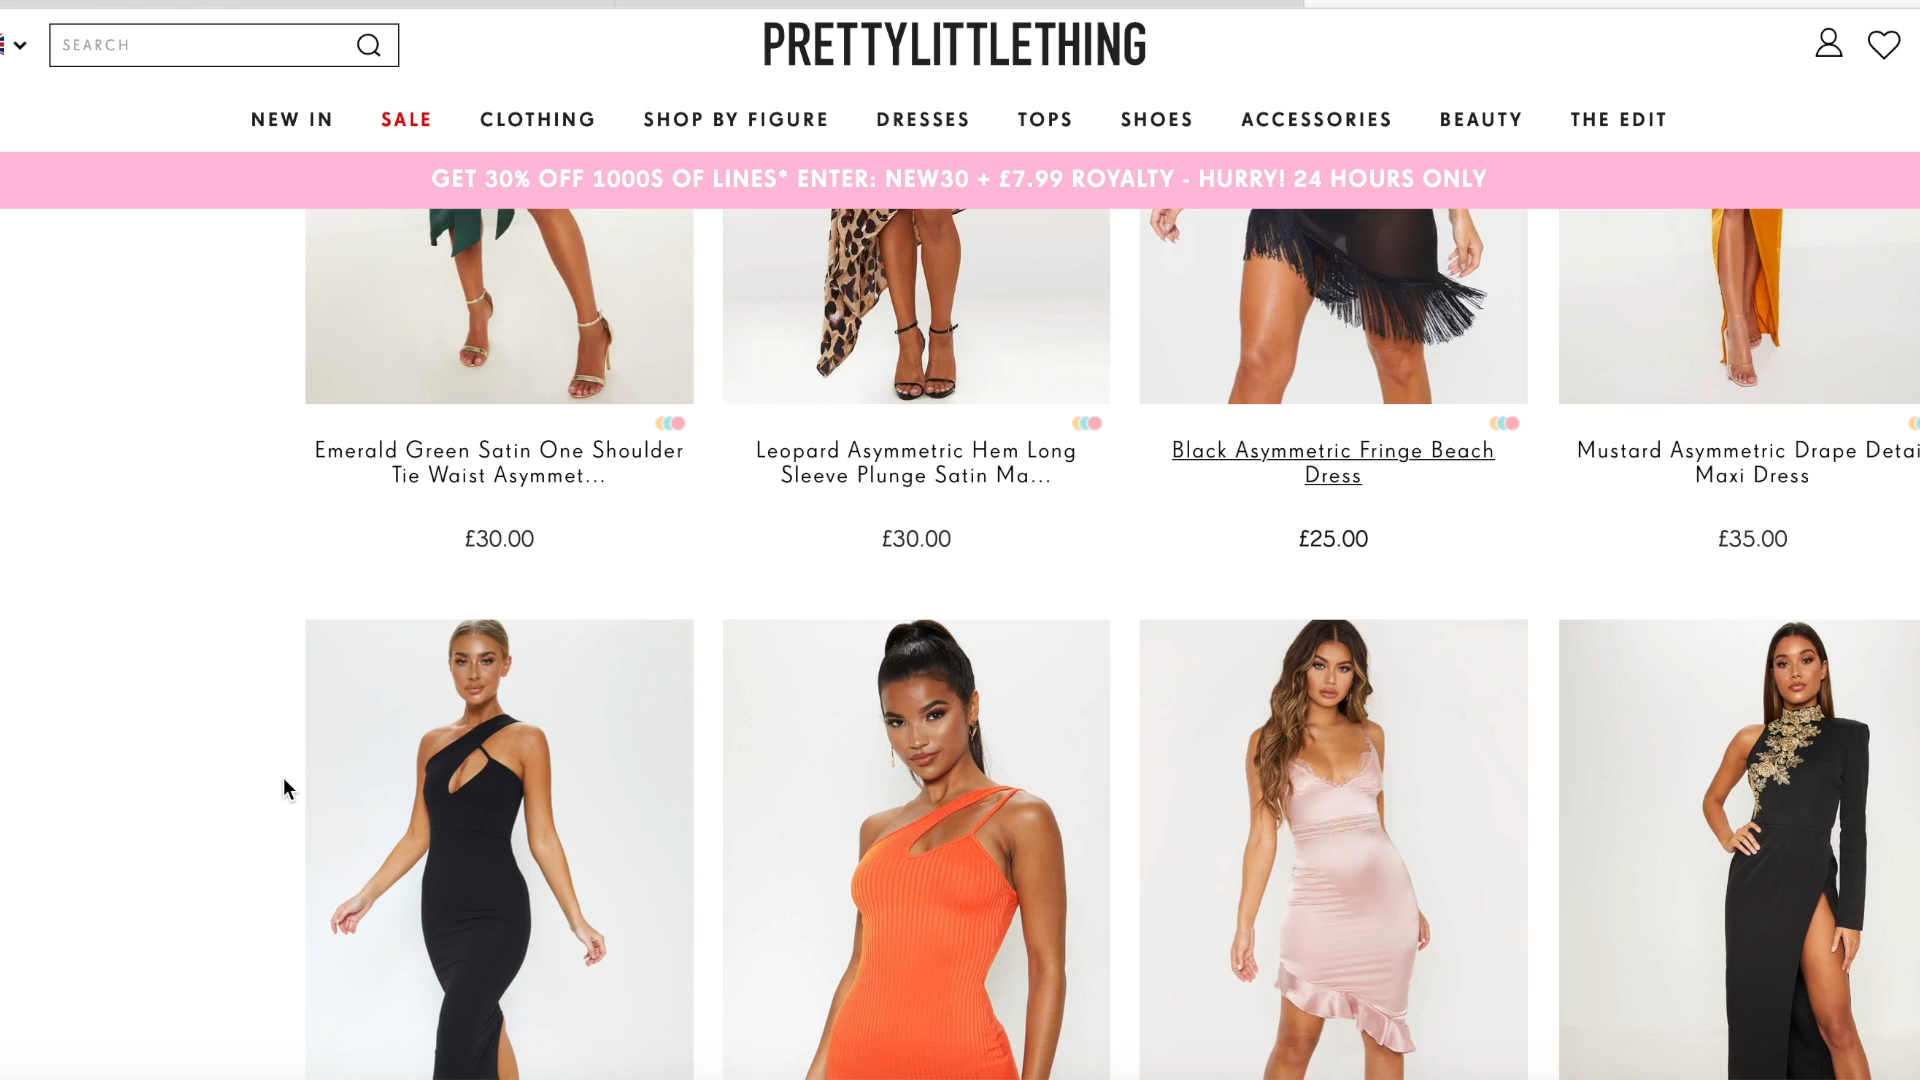 SEARCH
PRETTYLITTLETHING
NEW IN SALE CLOTHING SHOP BY FIGURE DRESSES TOPS SHOES ACCESSORIES BEAUTY THE EDIT
GET 30% OFF 1000S OF LINES* ENTER: NEW30 + £7.99 ROYALTY - HURRY! 24 HOURS ONLY
Emerald Green Satin One Shoulder
Tie Waist Asymmet...
£30.00
Leopard Asymmetric Hem Long
Sleeve Plunge Satin Ma...
£30.00
Black Asymmetric Fringe Beach
Dress
£25.00
Mustard Asymmetric Drape Detai
Maxi Dress
£35.00